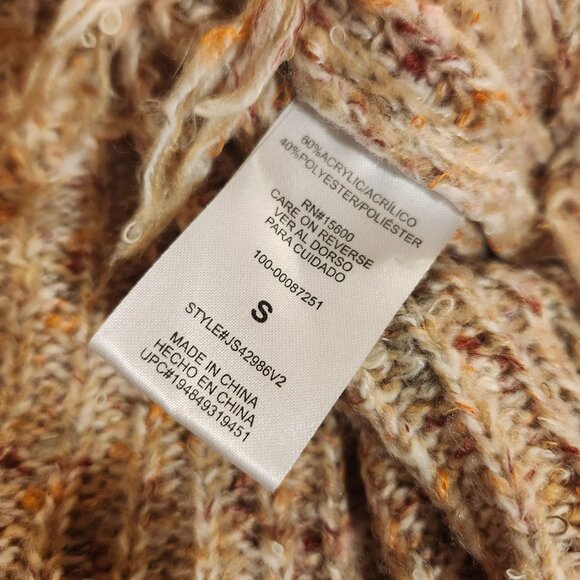 60%ACRYLIC/ACRÍLICO
40%POLYESTER/POLIÉSTER
RN#15600
CARE ON REVERSE
VER AL DORSO
PARA CUIDADO
100-00087251
S
STYLE#JS42986V2
MADE IN CHINA
HECHO EN CHINA
UPC#194849319451